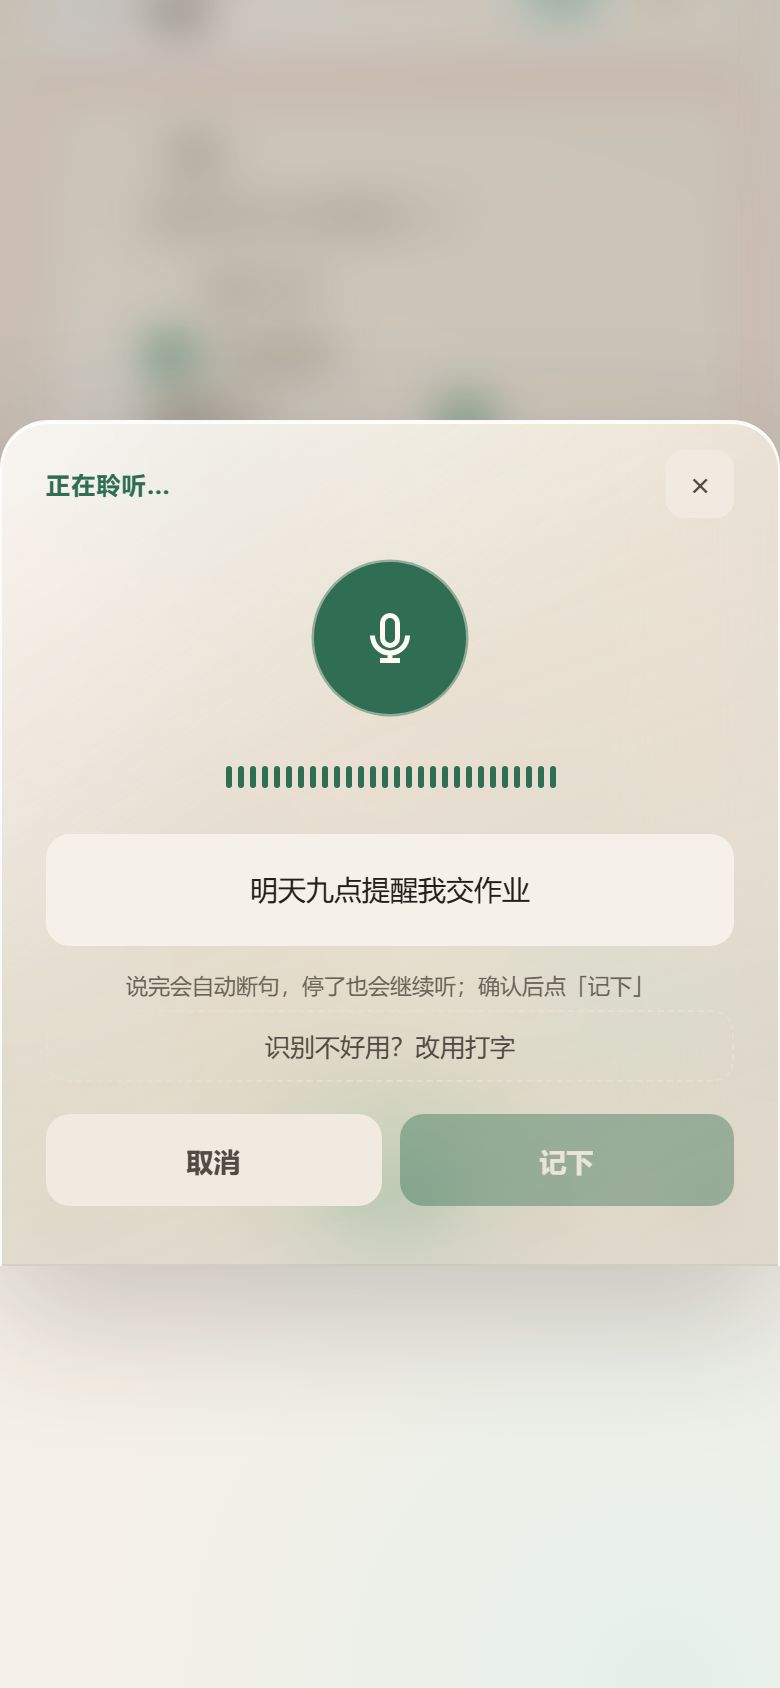 正在聆听...
×
明天九点提醒我交作业
说完会自动断句，停了也会继续听；确认后点「记下」
识别不好用？改用打字
取消
记下